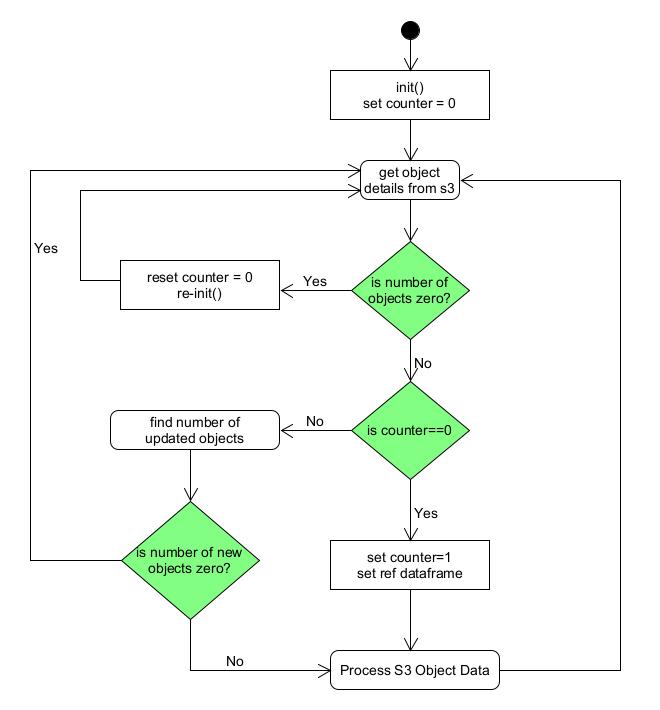 init()
set counter = 0
get object
details from s3
Yes
reset counter = 0
re-init()
Yes
is number of
objects zero?
No
find number of
updated objects
No
is counter==0
Yes
is number of new
objects zero?
set counter=1
set ref dataframe
No
Process S3 Object Data